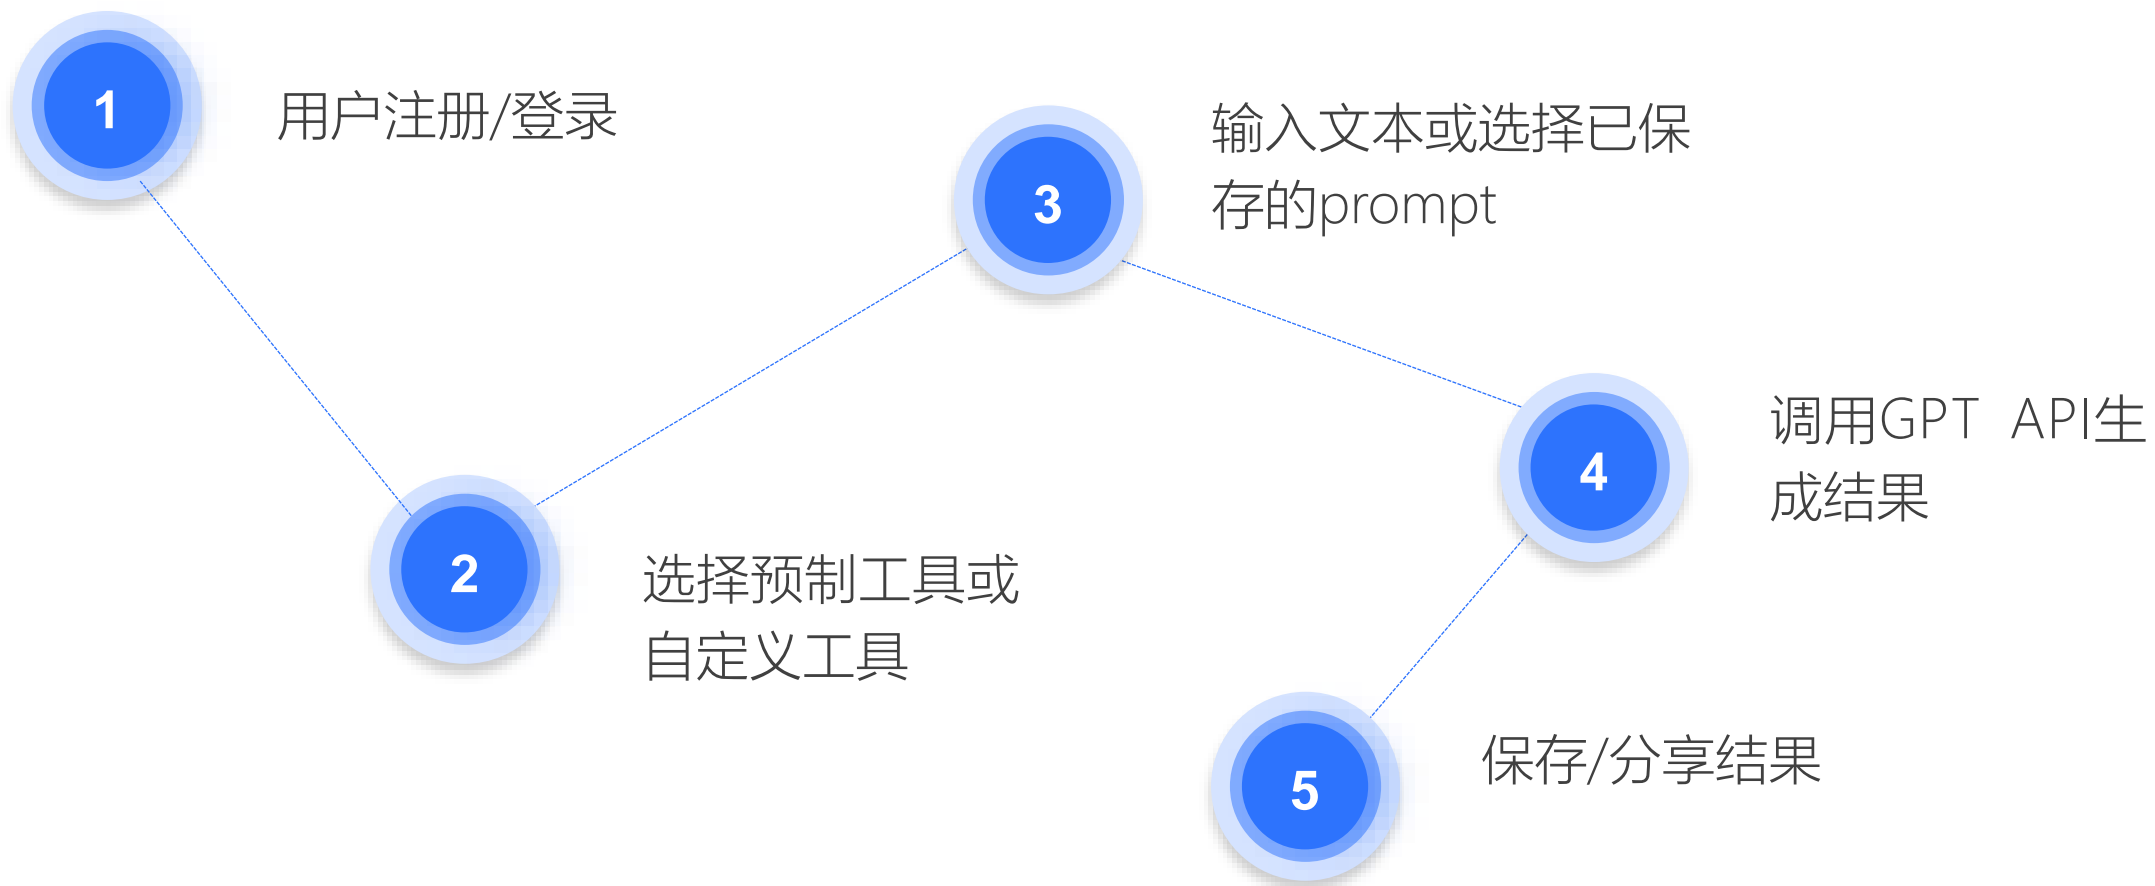 1
用户注册/登录
2
选择预制工具或
自定义工具
3
输入文本或选择已保
存的prompt
4
调用GPT API生
成结果
5
保存/分享结果